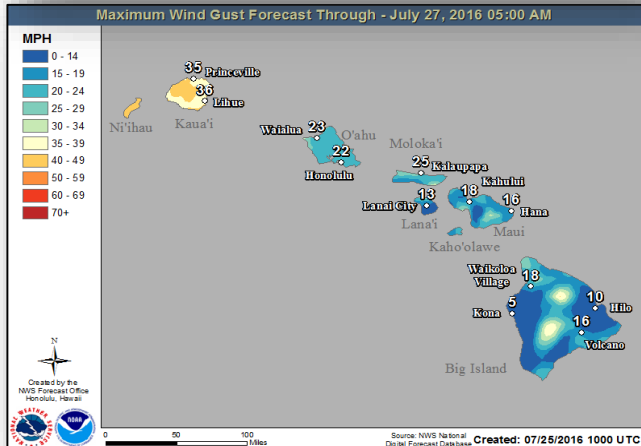 Maximum Wind Gust Forecast Through - July 27, 2016 05:00 AM
MPH
0 - 14
15 - 19
20 - 24
25 - 29
30 - 34
35 - 39
40 - 49
50 - 59
60 - 69
70+
35
Princeville
36
Lihue
Ni'ihau
Kaua'i
Waialua
23
O'ahu
22
Honolulu
Moloka'i
25
Kalaupapa
Kahului
18
13
Lanai City
16
Hana
Lana'i
Maui
Kaho'olawe
Waikoloa
Village
18
5
Kona
10
Hilo
16
Volcano
Big Island
N
Created by the
NWS Forecast Office
Honolulu, Hawaii
NOAA
0
50
100
Miles
Source: NWS National
Digital Forecast Database
Created: 07/25/2016 1000 UTC